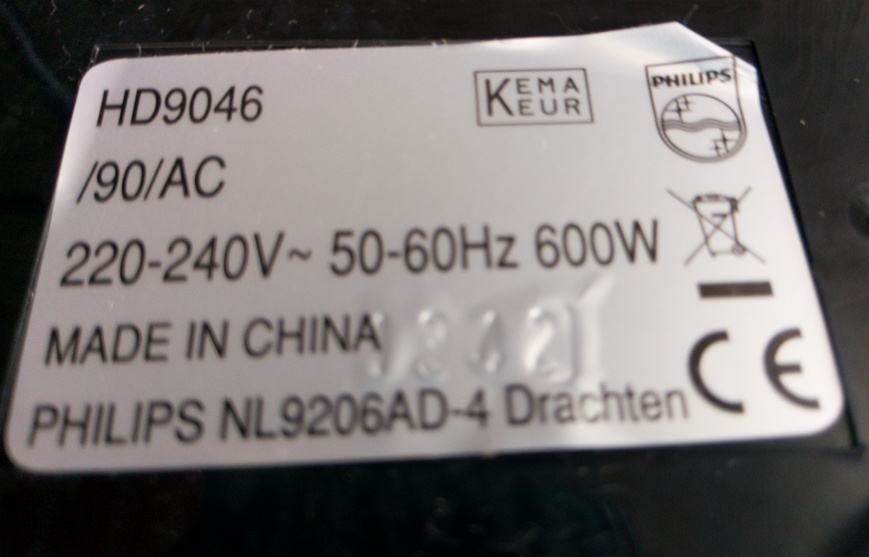 HD9046
KEMA
KEUR
PHILIPS
/90/AC
220-240V~ 50-60Hz 600W
MADE IN CHINA
PHILIPS NL9206AD-4 Drachten
CE